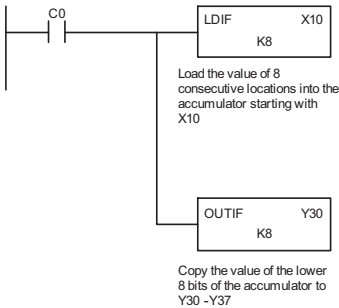 C0
LDIF X10
K8
Load the value of 8
consecutive locations into the
accumulator starting with
X10
OUTIF Y30
K8
Copy the value of the lower
8 bits of the accumulator to
Y30 -Y37